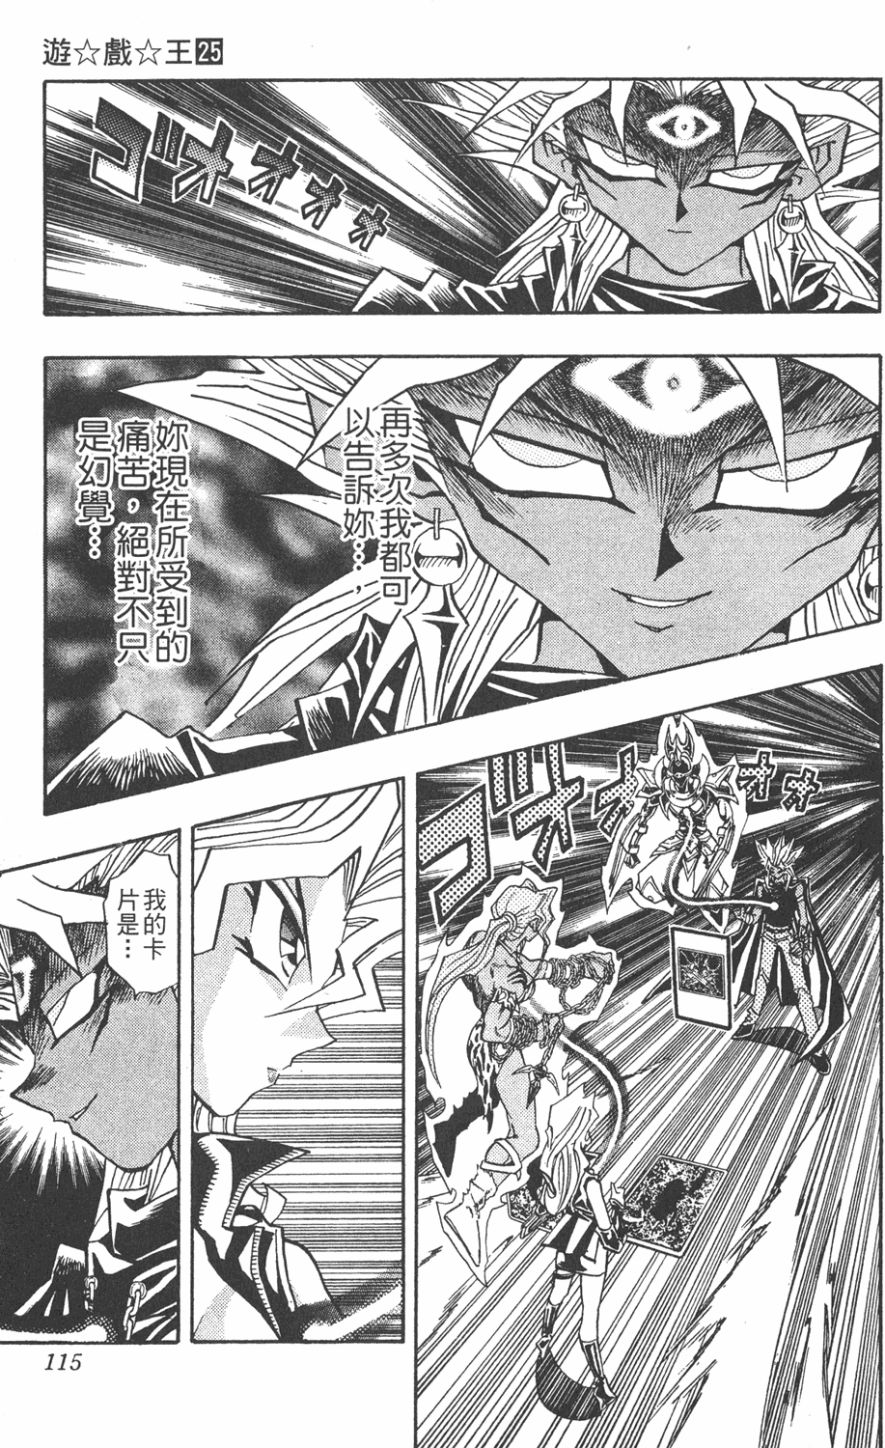 遊☆戲☆王25
ゴオオオオ
再多次我都可
以告訴妳…，
妳現在所受到的
痛苦，絕對不只
是幻覺…
ゴオオオオオ
我的卡
片是…
115